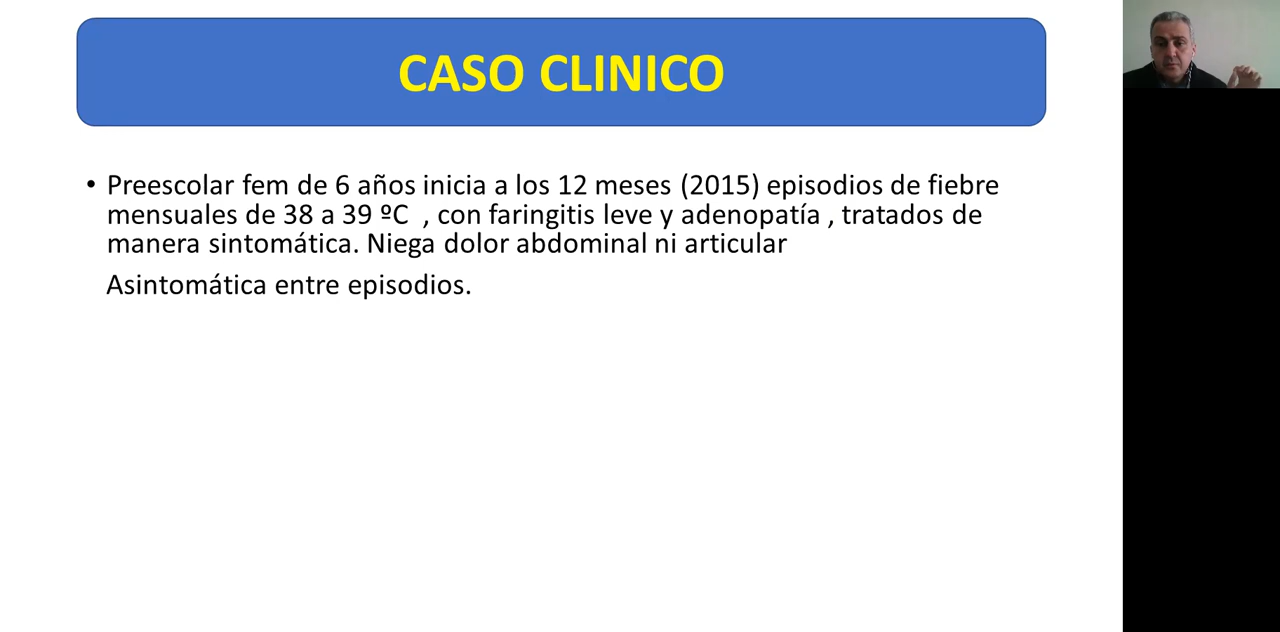 CASO CLINICO
• Preescolar fem de 6 años inicia a los 12 meses (2015) episodios de fiebre
mensuales de 38 a 39 ºC  , con faringitis leve y adenopatía , tratados de
manera sintomática. Niega dolor abdominal ni articular
Asintomática entre episodios.